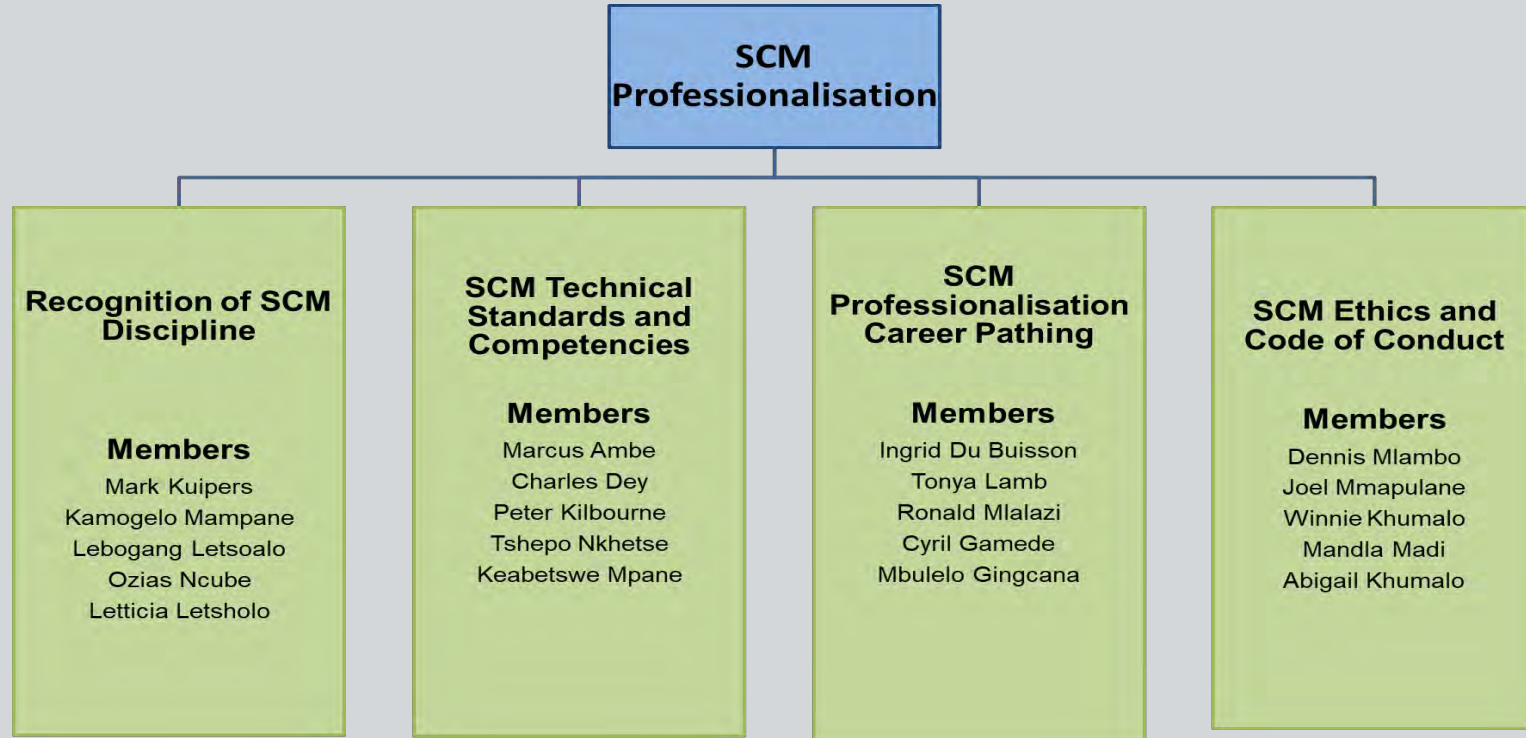 SCM
Professionalisation
Recognition of SCM
Discipline
Members
Mark Kuipers
Kamogelo Mampane
Lebogang Letsoalo
Ozias Ncube
Letticia Letsholo
SCM Technical
Standards and
Competencies
Members
Marcus Ambe
Charles Dey
Peter Kilbourne
Tshepo Nkhetse
Keabetswe Mpane
SCM
Professionalisation
Career Pathing
Members
Ingrid Du Buisson
Tonya Lamb
Ronald Mlalazi
Cyril Gamede
Mbulelo Gingcana
SCM Ethics and
Code of Conduct
Members
Dennis Mlambo
Joel Mmapulane
Winnie Khumalo
Mandla Madi
Abigail Khumalo